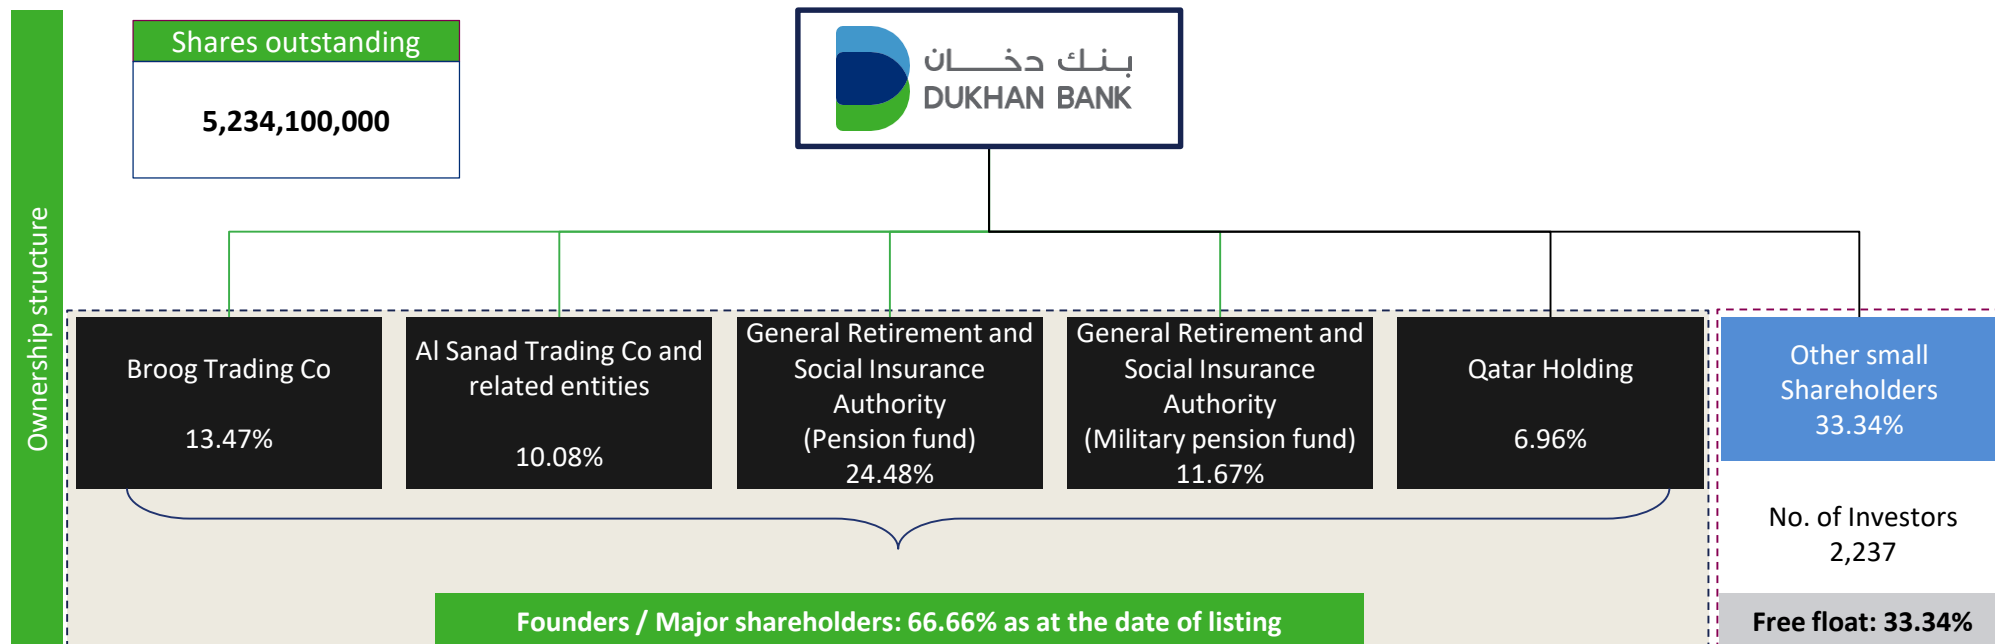 Ownership structure
Shares outstanding
5,234,100,000
بنك دخان
DUKHAN BANK
Broog Trading Co
13.47%
Al Sanad Trading Co and
related entities
10.08%
General Retirement and
Social Insurance
Authority
(Pension fund)
24.48%
General Retirement and
Social Insurance
Authority
(Military pension fund)
11.67%
Qatar Holding
6.96%
Other small
Shareholders
33.34%
No. of Investors
2,237
Founders / Major shareholders: 66.66% as at the date of listing
Free float: 33.34%